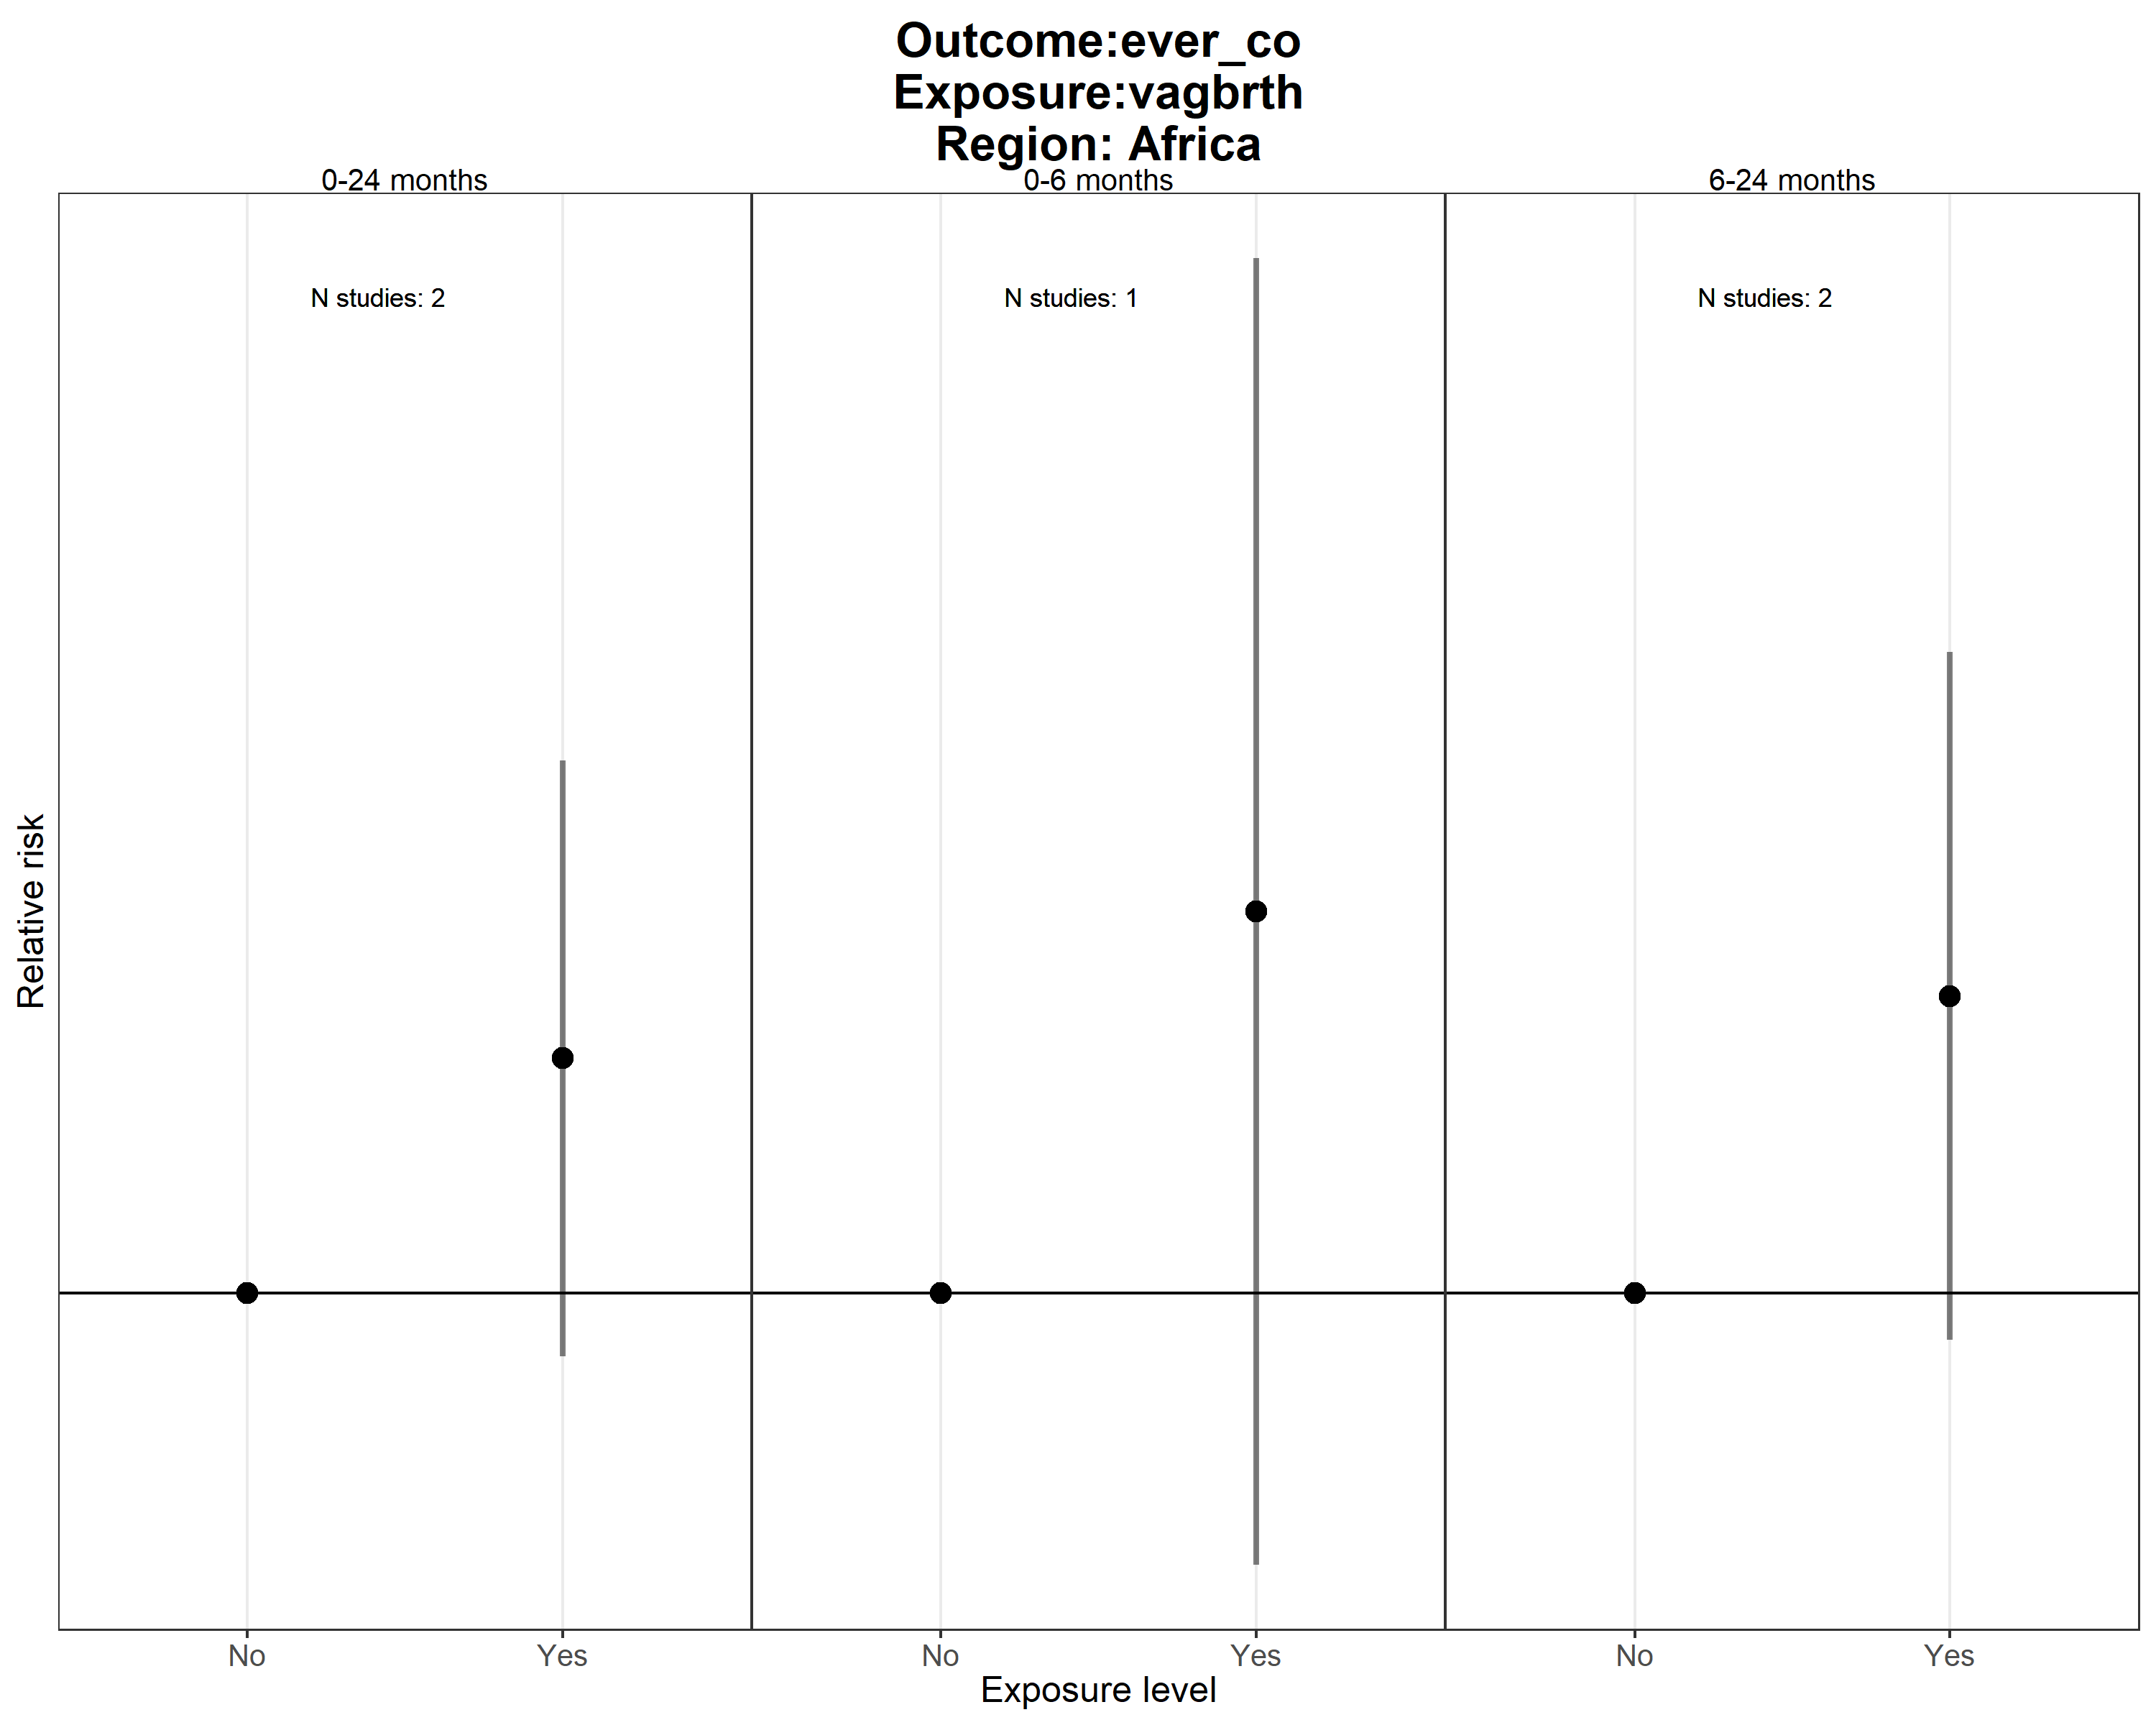 Outcome:ever_co
Exposure:vagbrth
Region: Africa
0-24 months
0-6 months
6-24 months
N studies: 2
N studies: 1
N studies: 2
Relative risk
No
Yes
No
Yes
No
Yes
Exposure level